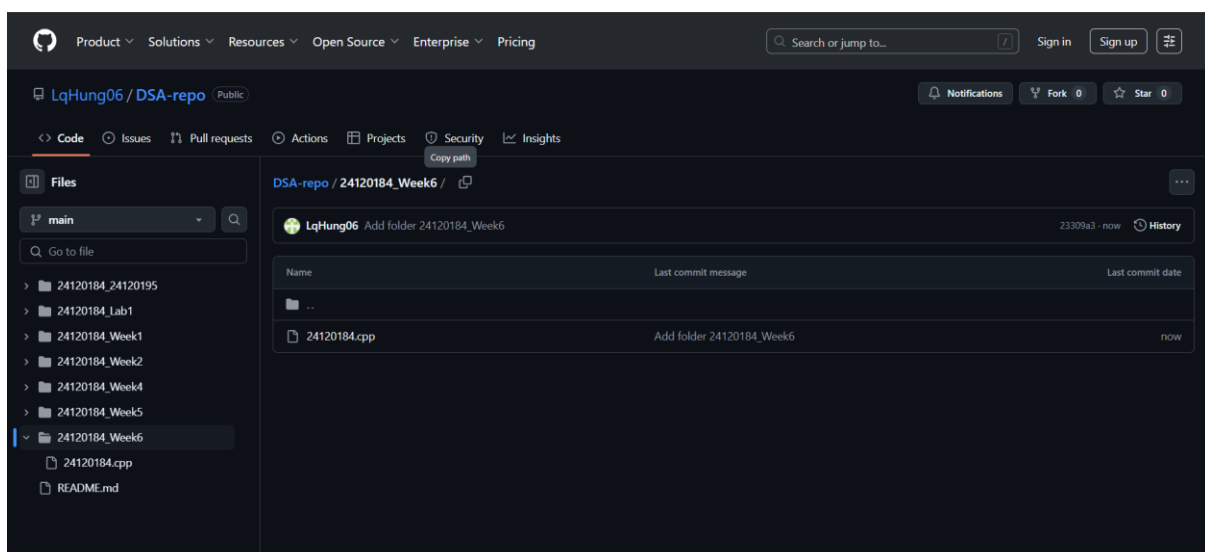 Product Solutions Resources Open Source Enterprise Pricing Search or jump to... / Sign in Sign up
LqHung06 / DSA-repo Public Notifications Fork 0 Star 0
<> Code Issues Pull requests Actions Projects Security Insights
Copy path
Files
DSA-repo / 24120184_Week6 /
main
LqHung06 Add folder 24120184_Week6 23309a3 · now History
Go to file
Name Last commit message Last commit date
24120184_24120195
..
24120184_Lab1
24120184_Week1
24120184.cpp Add folder 24120184_Week6 now
24120184_Week2
24120184_Week4
24120184_Week5
24120184_Week6
24120184.cpp
README.md